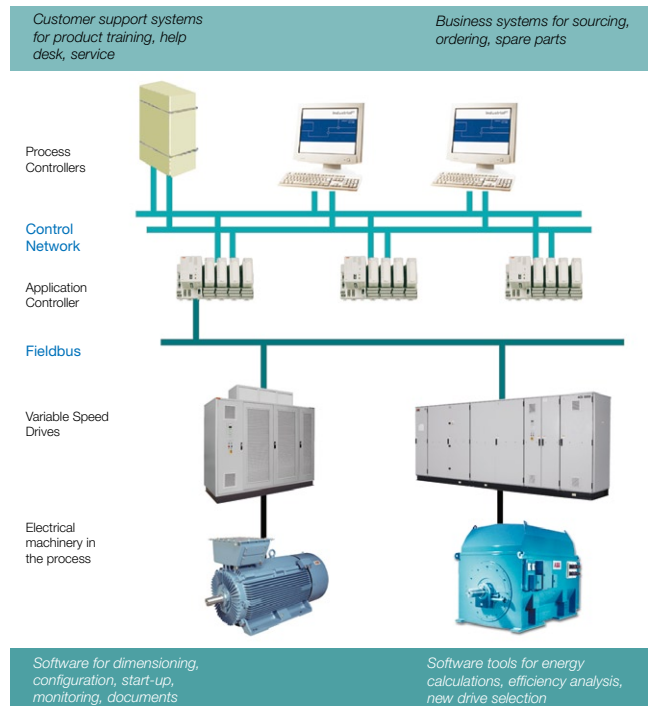 Customer support systems
for product training, help
desk, service
Business systems for sourcing,
ordering, spare parts
Process
Controllers
Control
Network
Application
Controller
Fieldbus
Variable Speed
Drives
Electrical
machinery in
the process
Software for dimensioning,
configuration, start-up,
monitoring, documents
Software tools for energy
calculations, efficiency analysis,
new drive selection